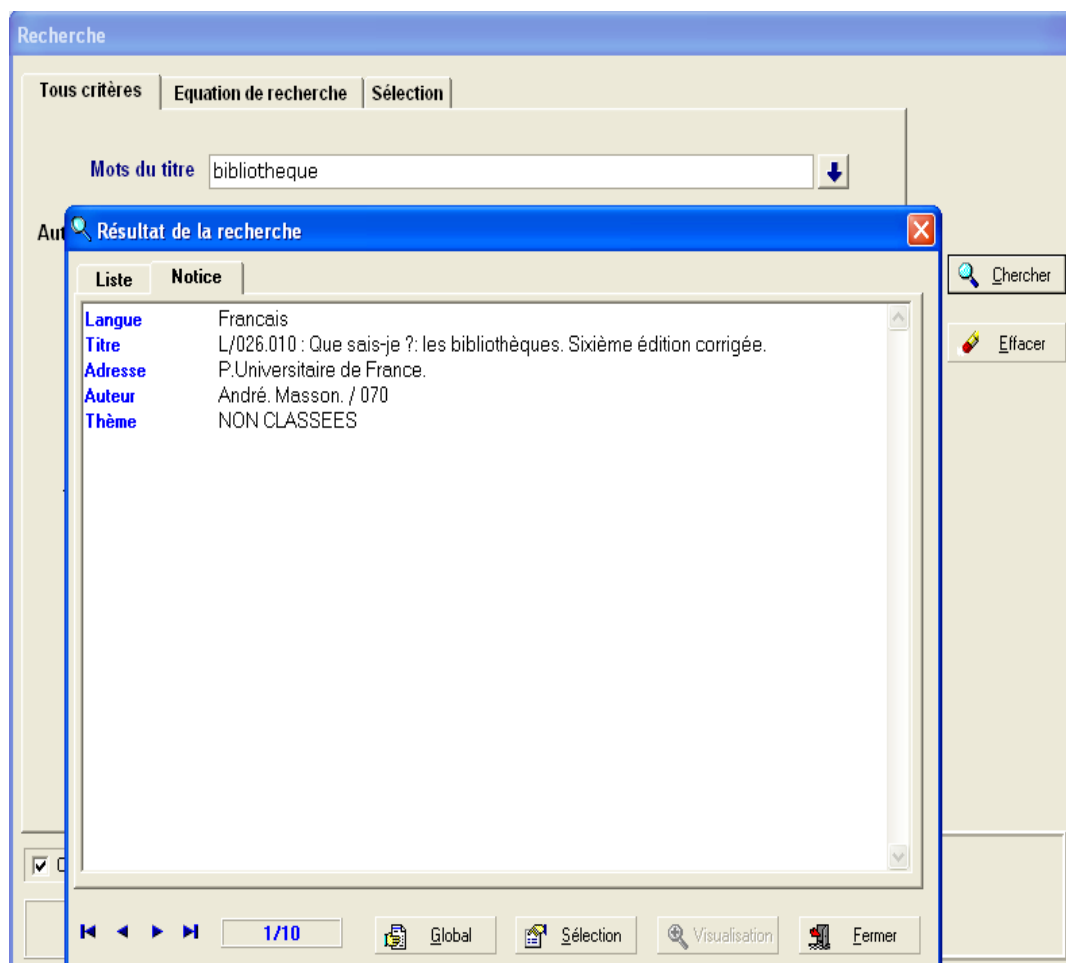 Recherche
Tous critères Equation de recherche Sélection
Mots du titre bibliotheque
Aut
Résultat de la recherche
Liste Notice
Chercher
Effacer
Langue Francais
Titre L/026.010 : Que sais-je ?: les bibliothèques. Sixième édition corrigée.
Adresse P.Universitaire de France.
Auteur André. Masson. / 070
Thème NON CLASSEES
1/10 Global Sélection Visualisation Fermer